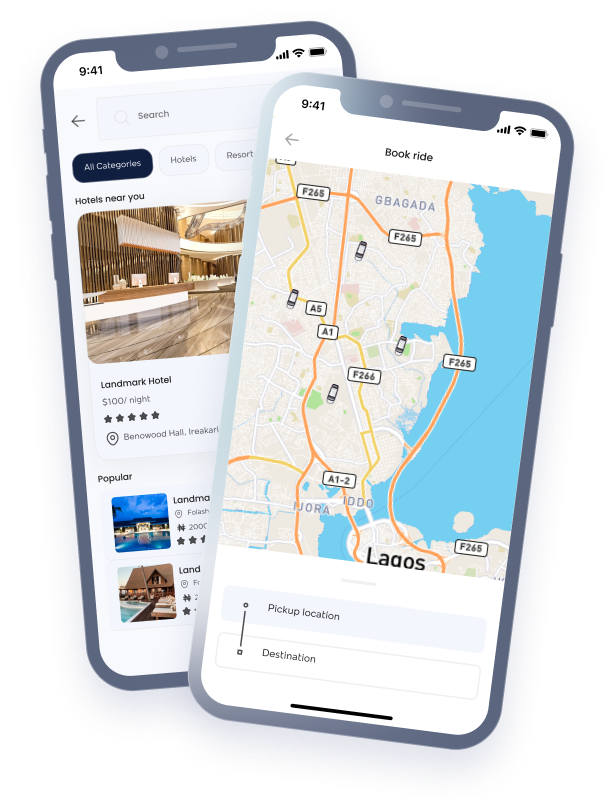 9:41
Search
All Categories
Hotels
Resort
Hotels near you
Landmark Hotel
$100/ night
Benowood Hall, Ireakari
Popular
Landma
Folash
₦ 2000
Land
Fr
₦
9:41
Book ride
F265
GBAGADA
F265
A5
A1
F265
F266
A1-2
IJORA
IDDO
F265
Lagos
Pickup location
Destination